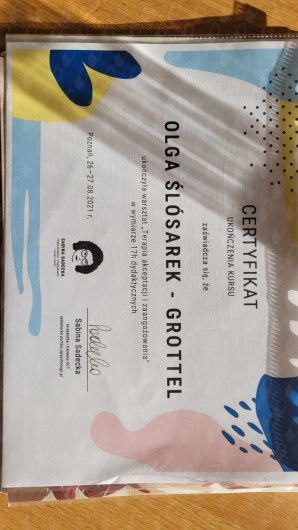 CERTYFIKAT
UKOŃCZENIA KURSU
zaświadcza się, że
OLGA ŚLÓSAREK - GROTTEL
ukończyła warsztat „Terapia akceptacji i zaangażowania"
w wymiarze 17h dydaktycznych
Poznań, 26-27.08.2021 r.
SABINA SADECKA
Sabina Sadecka